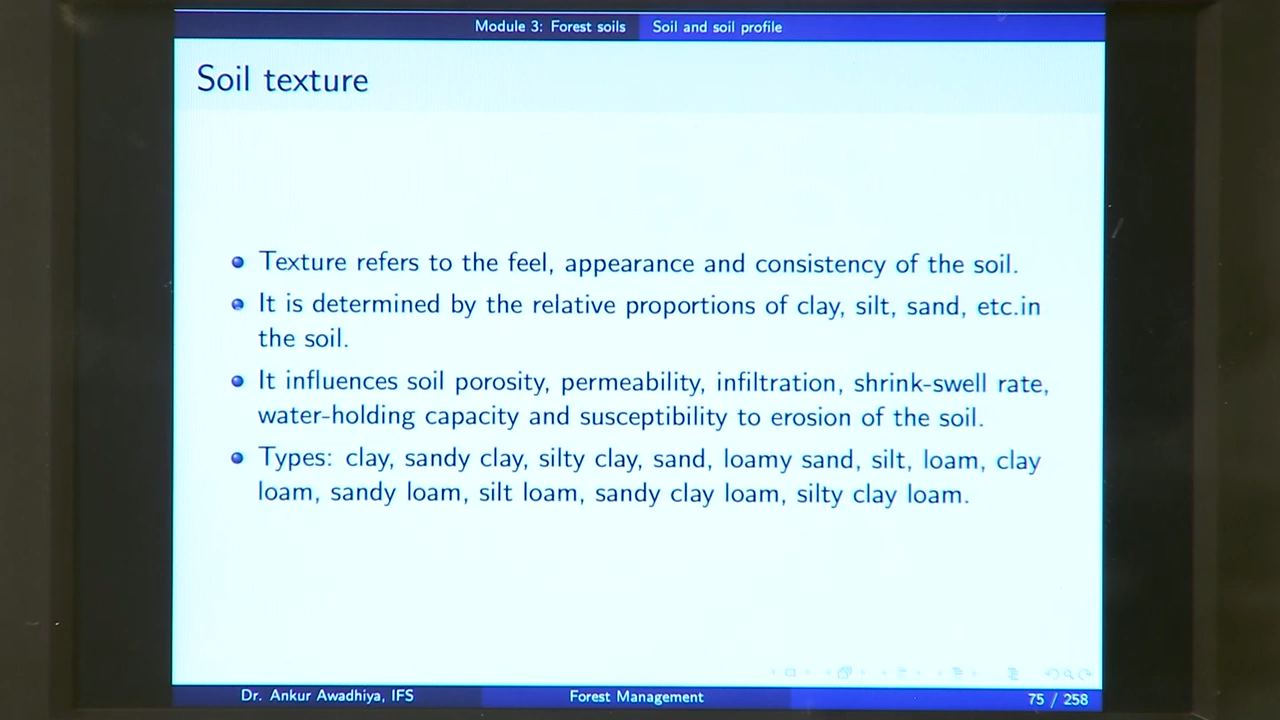 Module 3: Forest soils Soil and soil profile
Soil texture
Texture refers to the feel, appearance and consistency of the soil.
It is determined by the relative proportions of clay, silt, sand, etc.in
the soil.
It influences soil porosity, permeability, infiltration, shrink-swell rate,
water-holding capacity and susceptibility to erosion of the soil.
Types: clay, sandy clay, silty clay, sand, loamy sand, silt, loam, clay
loam, sandy loam, silt loam, sandy clay loam, silty clay loam.
Dr. Ankur Awadhiya, IFS Forest Management 75 / 258